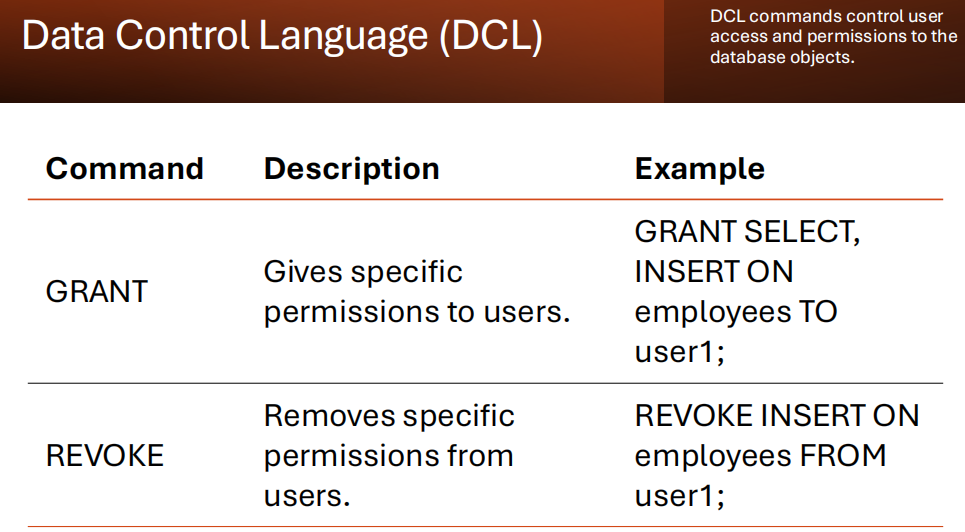 Data Control Language (DCL)
DCL commands control user
access and permissions to the
database objects.
Command Description Example
GRANT
Gives specific
permissions to users.
GRANT SELECT,
INSERT ON
employees TO
user1;
REVOKE
Removes specific
permissions from
users.
REVOKE INSERT ON
employees FROM
user1;